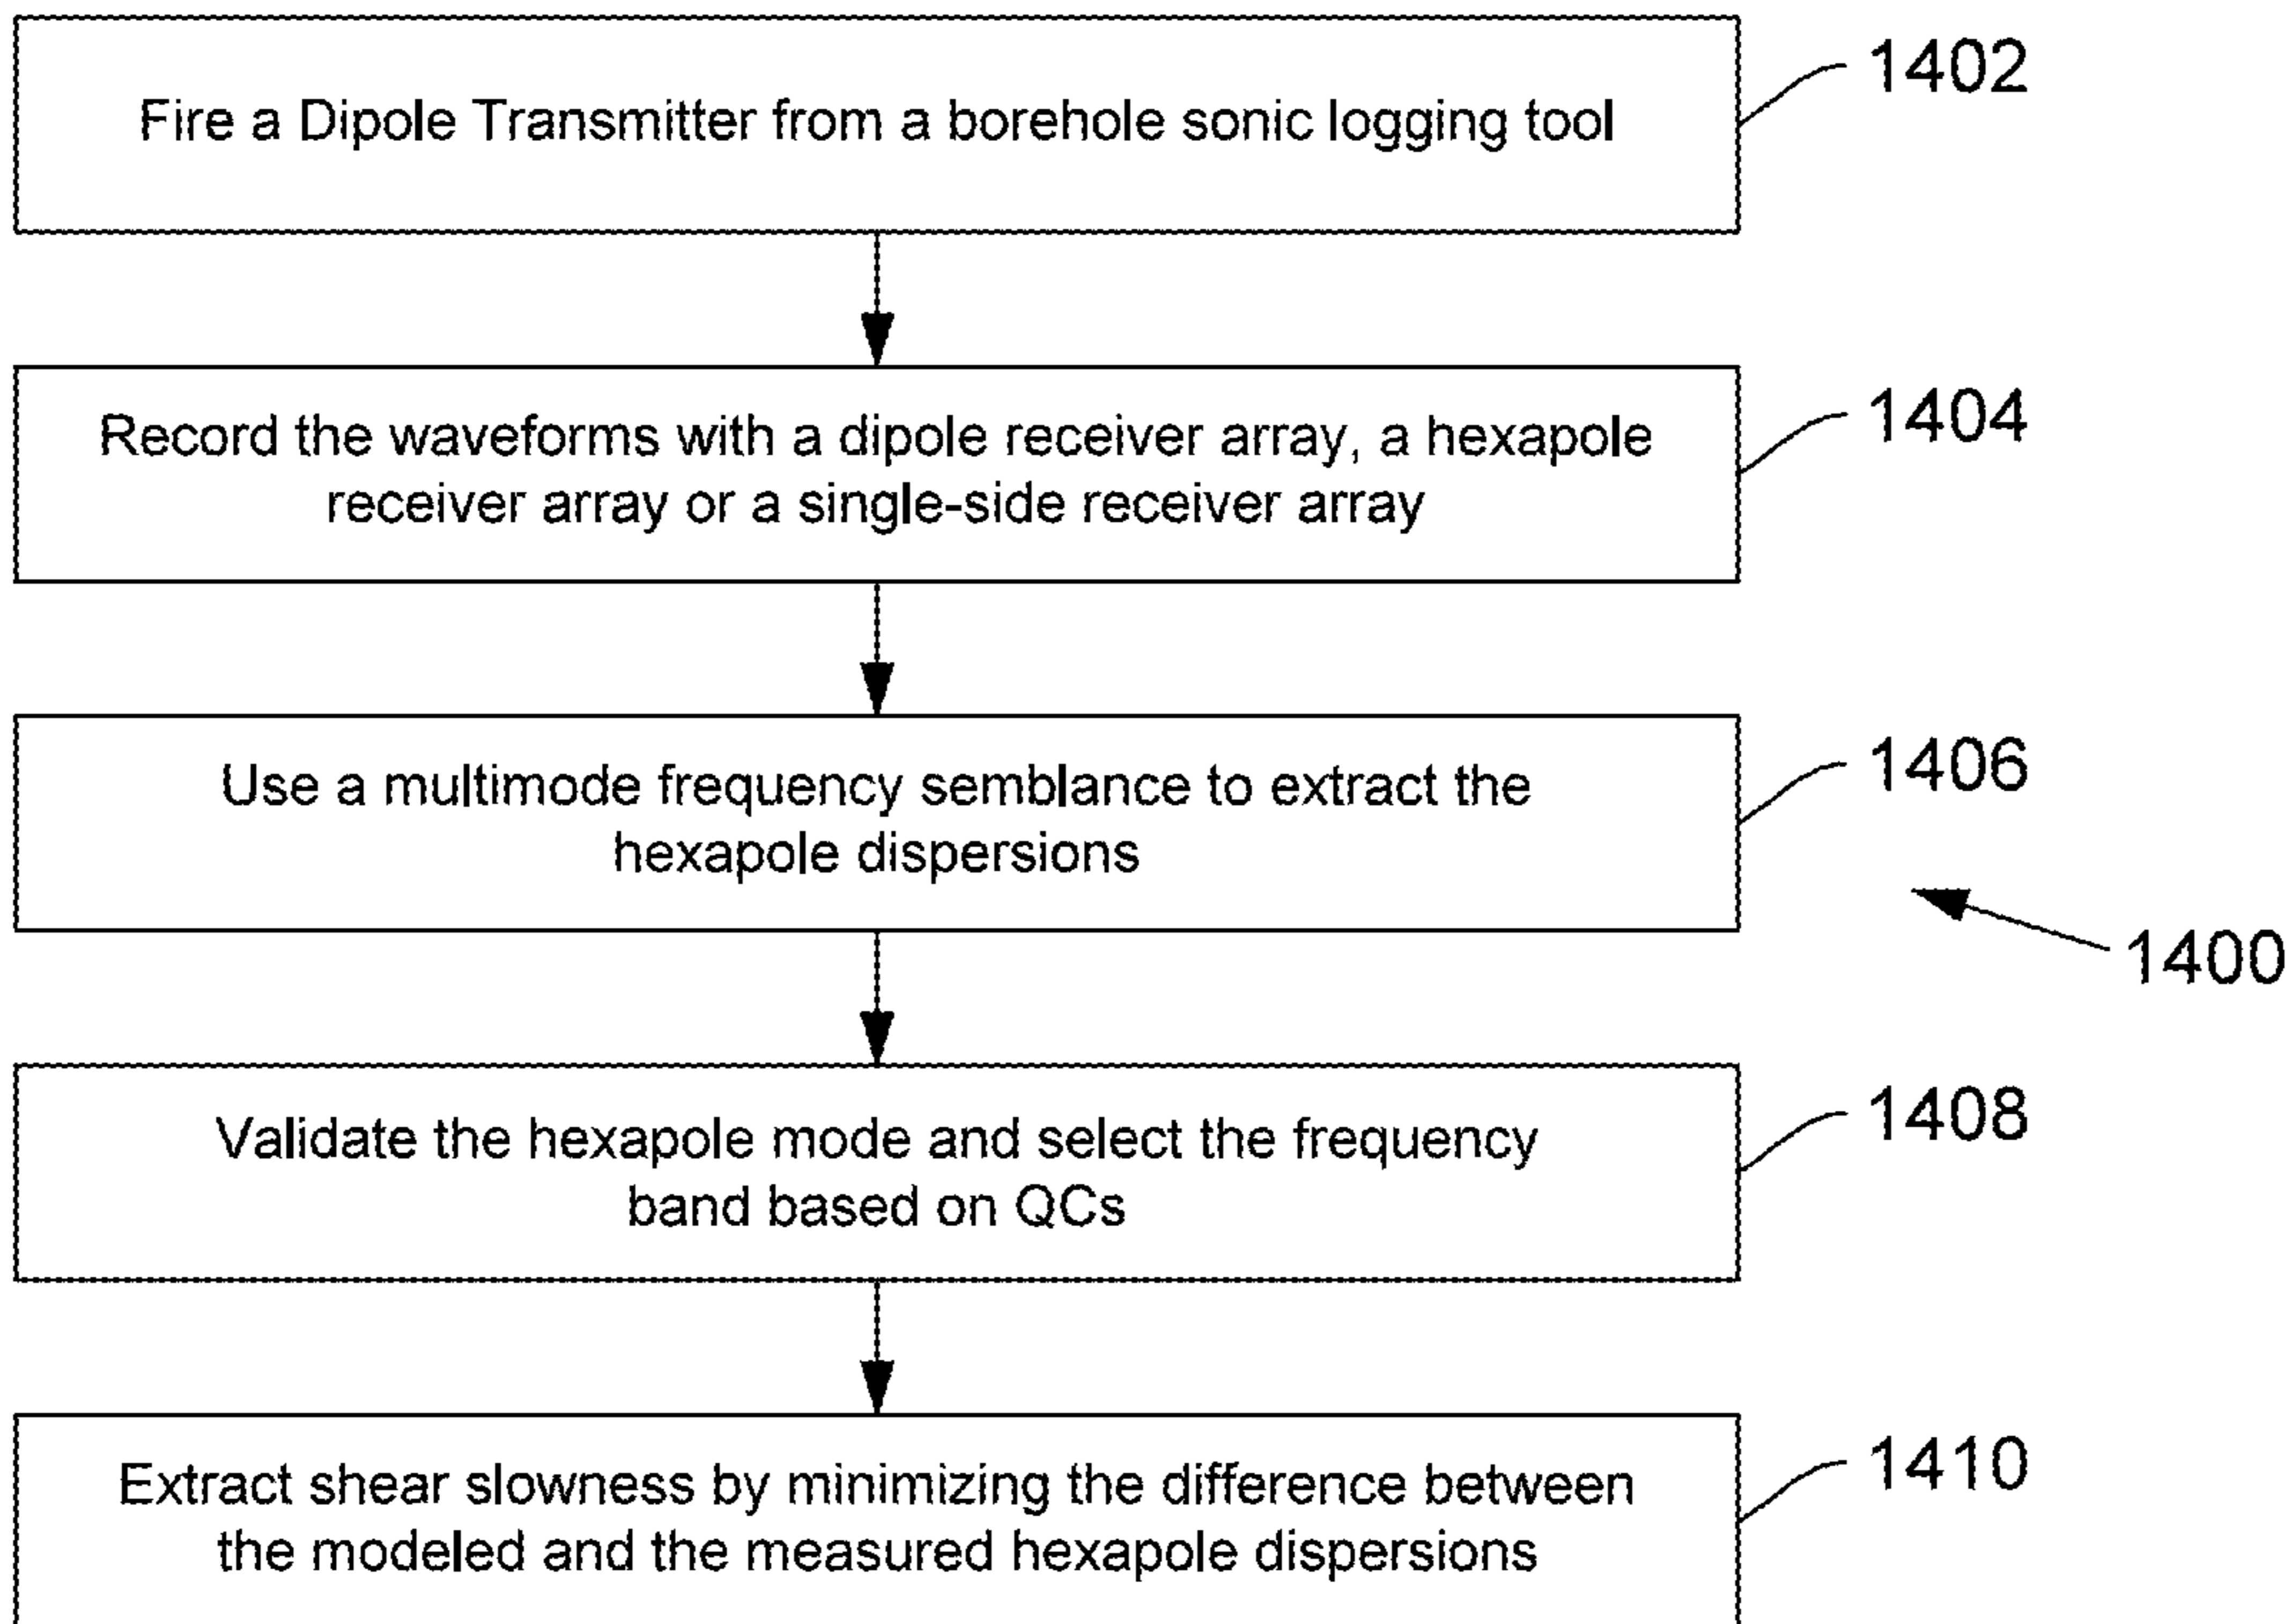 Fire a Dipole Transmitter from a borehole sonic logging tool
1402
Record the waveforms with a dipole receiver array, a hexapole
receiver array or a single-side receiver array
1404
Use a multimode frequency semblance to extract the
hexapole dispersions
1406
1400
Validate the hexapole mode and select the frequency
band based on QCs
1408
Extract shear slowness by minimizing the difference between
the modeled and the measured hexapole dispersions
1410